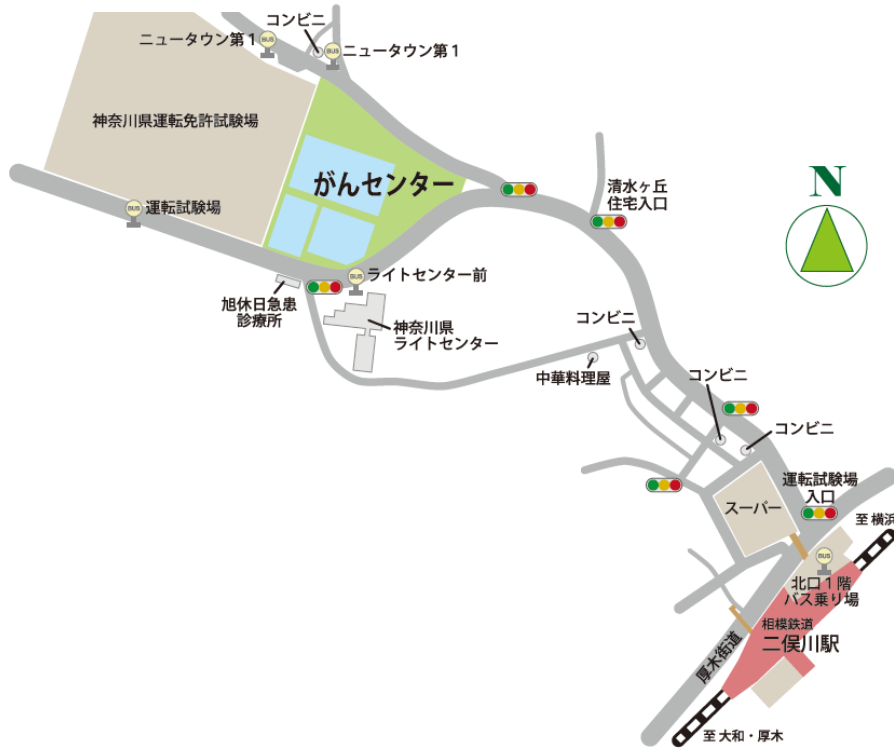 コンビニ
ニュータウン第1
BUS
BUS
ニュータウン第1
神奈川県運転免許試験場
がんセンター
清水ヶ丘
住宅入口
N
BUS
運転試験場
BUS
ライトセンター前
旭休日急患
診療所
神奈川県
ライトセンター
コンビニ
中華料理屋
コンビニ
コンビニ
運転試験場
入口
スーパー
至 横浜
BUS
北口1階
バス乗り場
相模鉄道
二俣川駅
厚木街道
至 大和・厚木